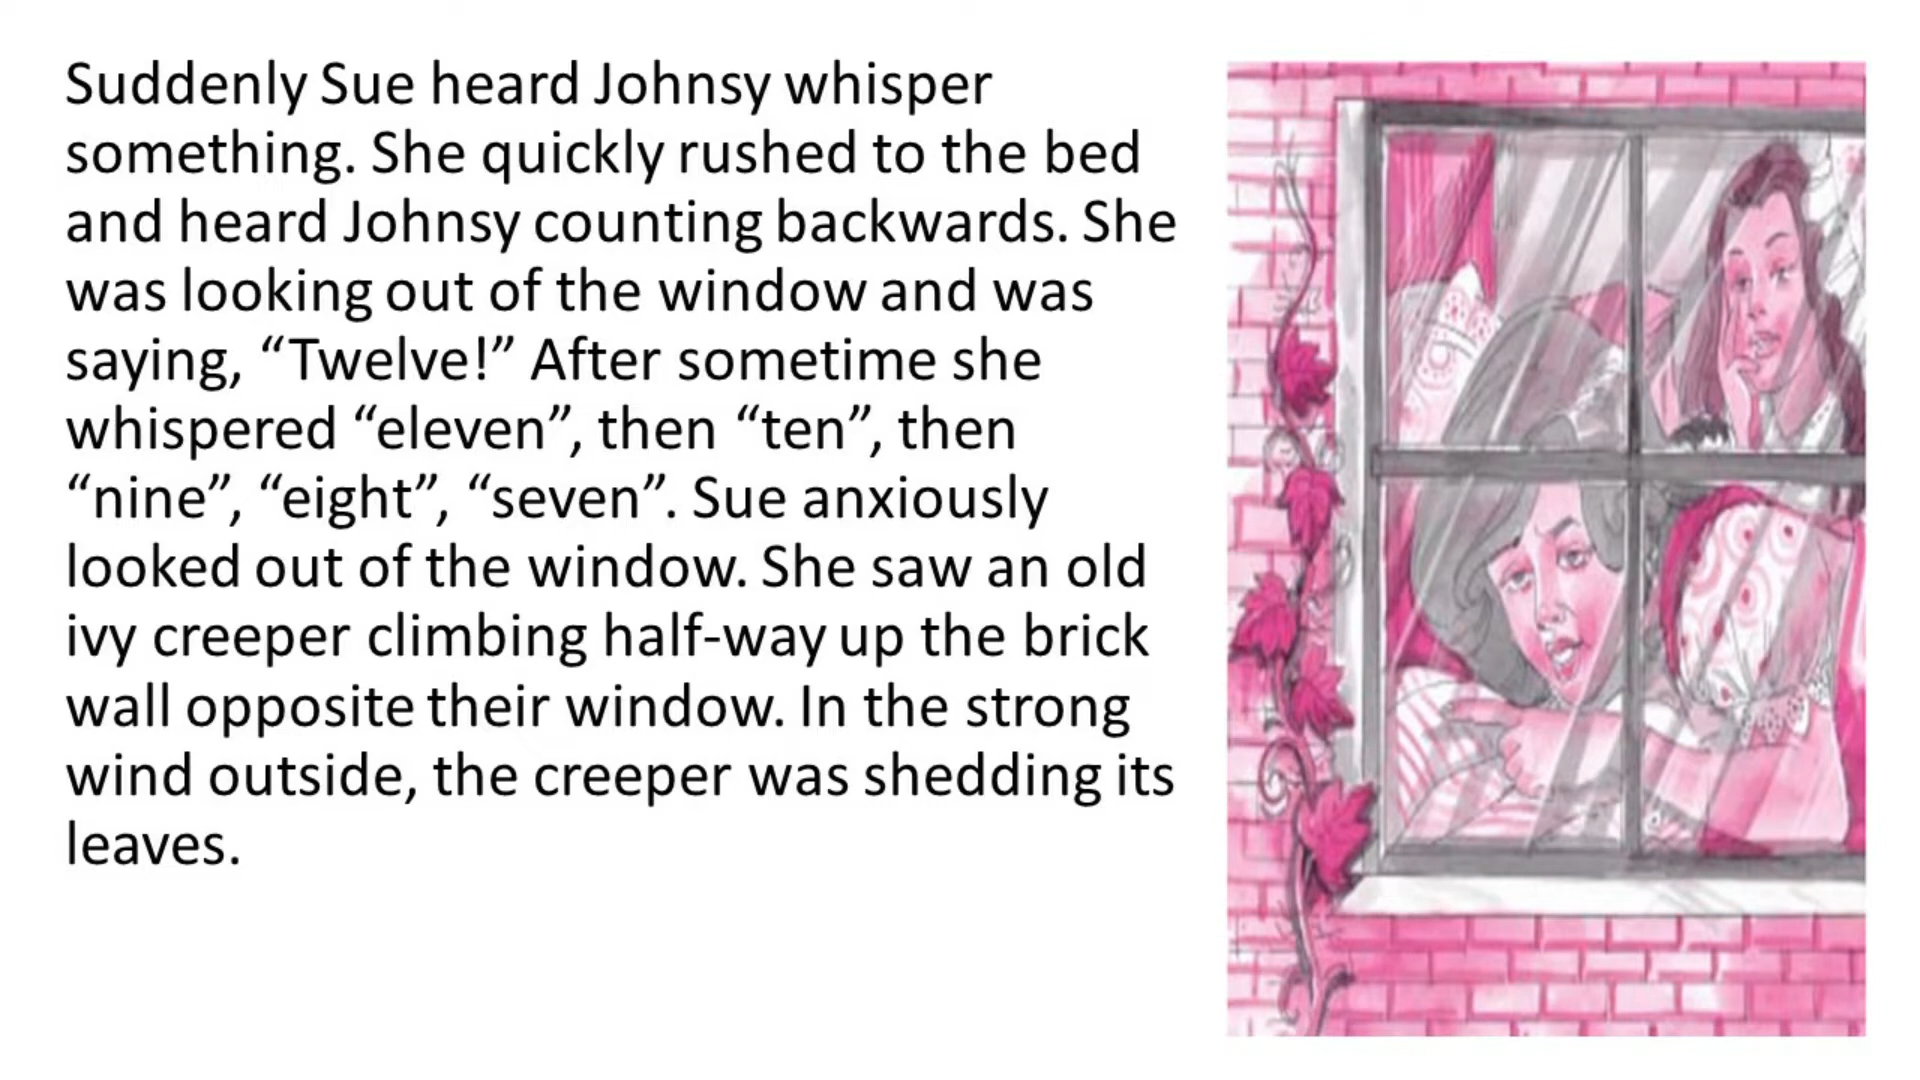 Suddenly Sue heard Johnsy whisper
something. She quickly rushed to the bed
and heard Johnsy counting backwards. She
was looking out of the window and was
saying, “Twelve!” After sometime she
whispered “eleven”, then “ten”, then
“nine”, “eight”, “seven”. Sue anxiously
looked out of the window. She saw an old
ivy creeper climbing half-way up the brick
wall opposite their window. In the strong
wind outside, the creeper was shedding its
leaves.